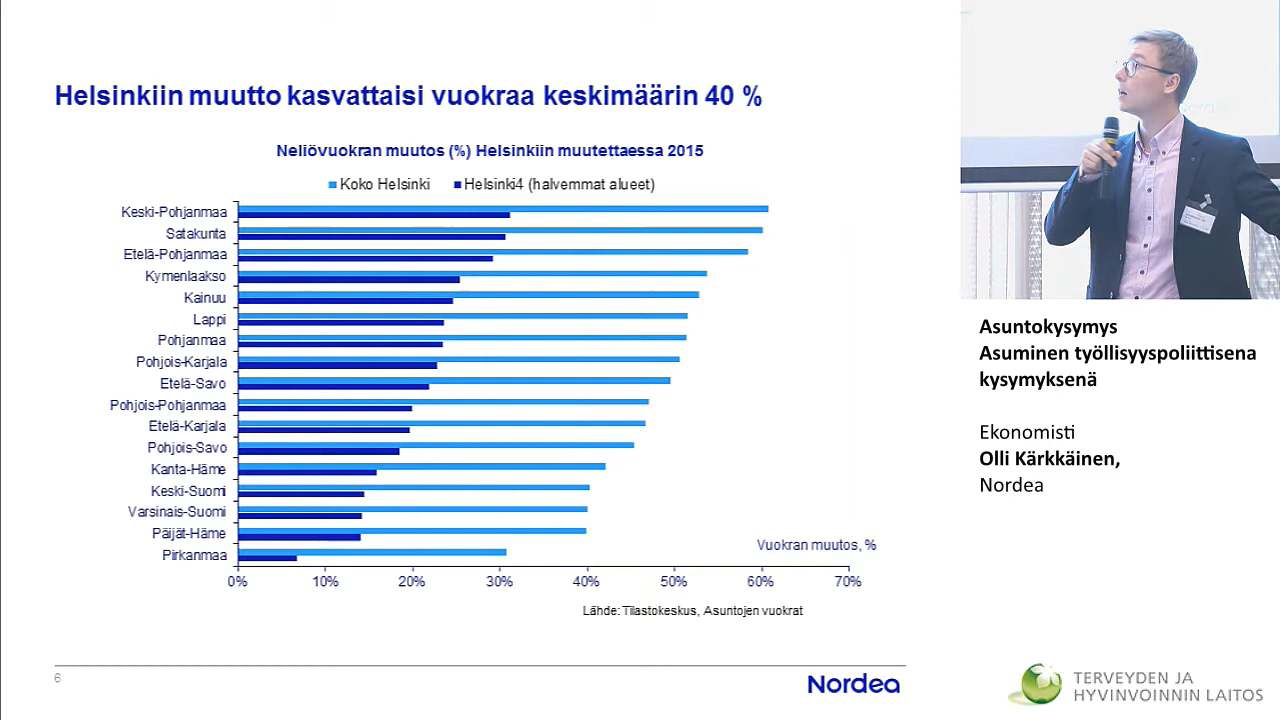 Helsinkiin muutto kasvattaisi vuokraa keskimäärin 40 %
Neliövuokran muutos (%) Helsinkiin muutettaessa 2015
Koko Helsinki
Helsinki4 (halvemmat alueet)
Keski-Pohjanmaa
Satakunta
Etelä-Pohjanmaa
Kymenlaakso
Kainuu
Lappi
Pohjanmaa
Pohjois-Karjala
Etelä-Savo
Pohjois-Pohjanmaa
Etelä-Karjala
Pohjois-Savo
Kanta-Häme
Keski-Suomi
Varsinais-Suomi
Päijät-Häme
Pirkanmaa
Vuokran muutos, %
0% 10% 20% 30% 40% 50% 60% 70%
Lähde: Tilastokeskus, Asuntojen vuokrat
6
Nordea
Asuntokysymys
Asuminen työllisyyspoliittisena
kysymyksenä
Ekonomisti
Olli Kärkkäinen,
Nordea
TERVEYDEN JA
HYVINVOINNIN LAITOS